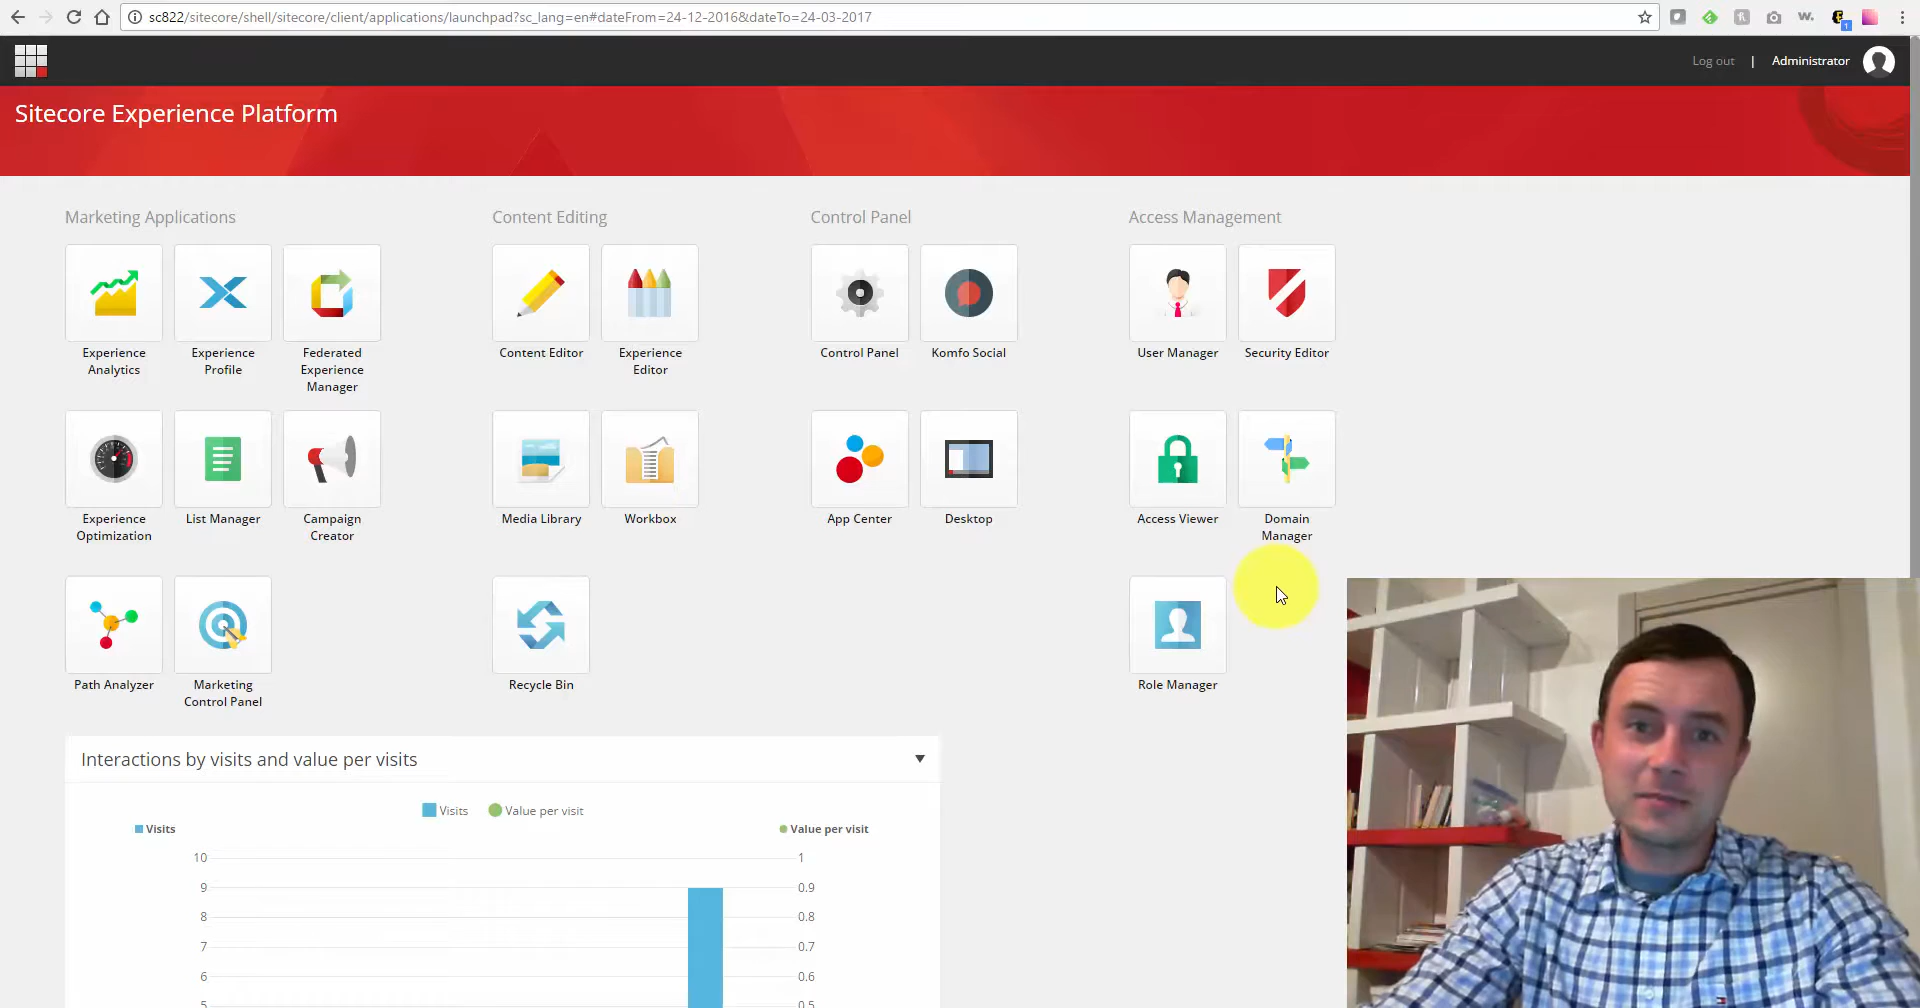 sc822/sitecore/shell/sitecore/client/applications/launchpad?sc_lang=en#dateFrom=24-12-2016&dateTo=24-03-2017
Log out | Administrator
Sitecore Experience Platform
Marketing Applications
Content Editing
Control Panel
Access Management
Experience Analytics
Experience Profile
Federated Experience Manager
Content Editor
Experience Editor
Control Panel
Komfo Social
User Manager
Security Editor
Experience Optimization
List Manager
Campaign Creator
Media Library
Workbox
App Center
Desktop
Access Viewer
Domain Manager
Path Analyzer
Marketing Control Panel
Recycle Bin
Role Manager
Interactions by visits and value per visits
Visits
Value per visit
Visits
Value per visit
10
1
9
0.9
8
0.8
7
0.7
6
0.6
5
0.5